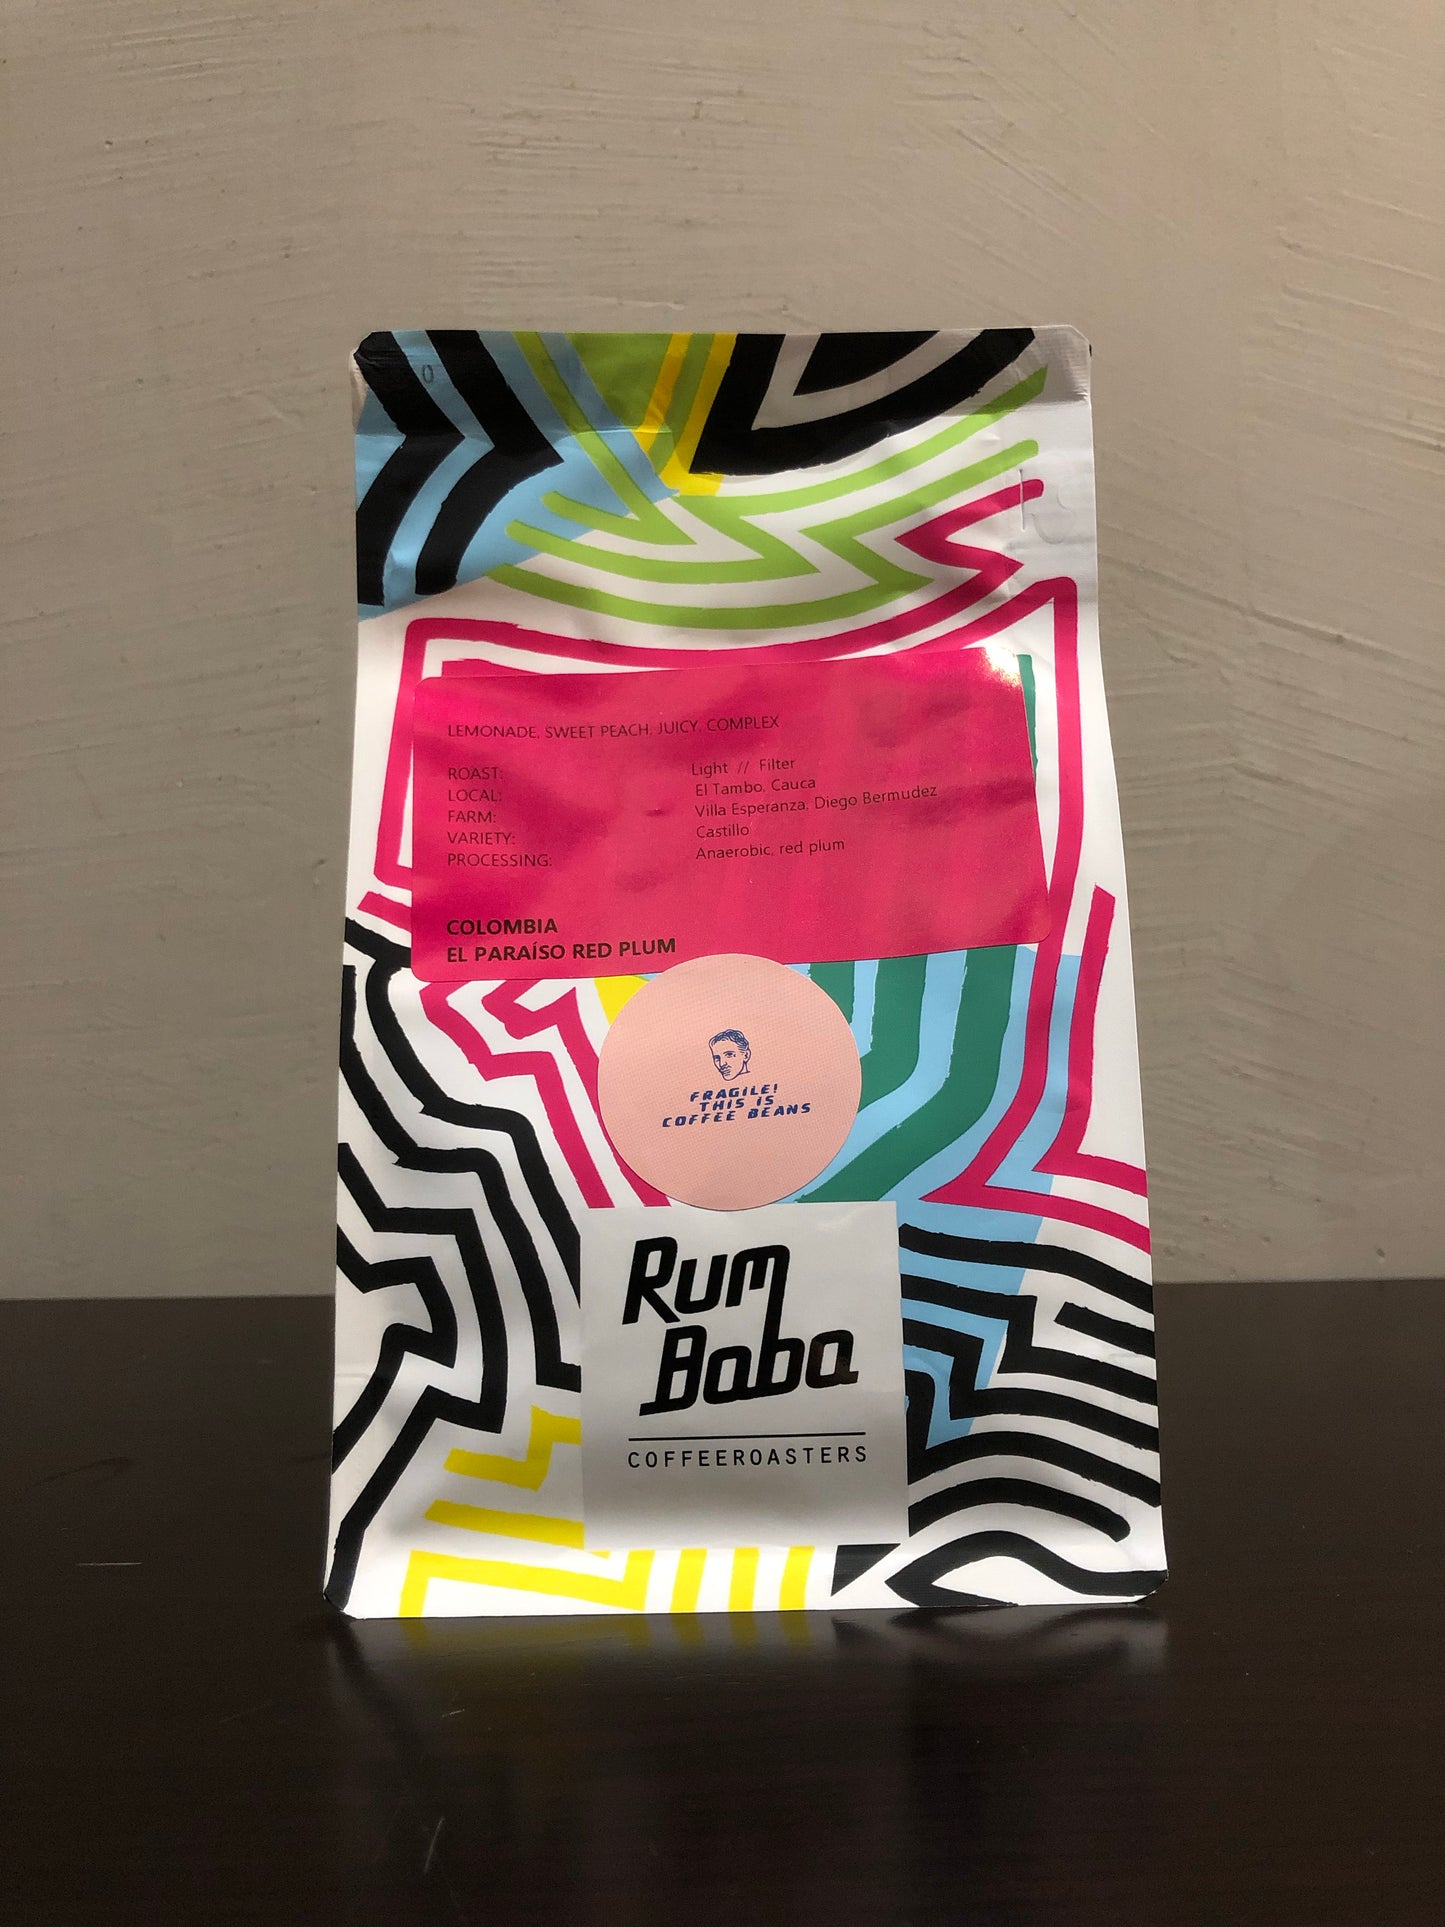 LEMONADE, SWEET PEACH, JUICY, COMPLEX
ROAST: Light // Filter
LOCAL: El Tambo, Cauca
FARM: Villa Esperanza, Diego Bermudez
VARIETY: Castillo
PROCESSING: Anaerobic, red plum
COLOMBIA
EL PARAÍSO RED PLUM
FRAGILE!
THIS IS
COFFEE BEANS
Rum
Baba
COFFEEROASTERS